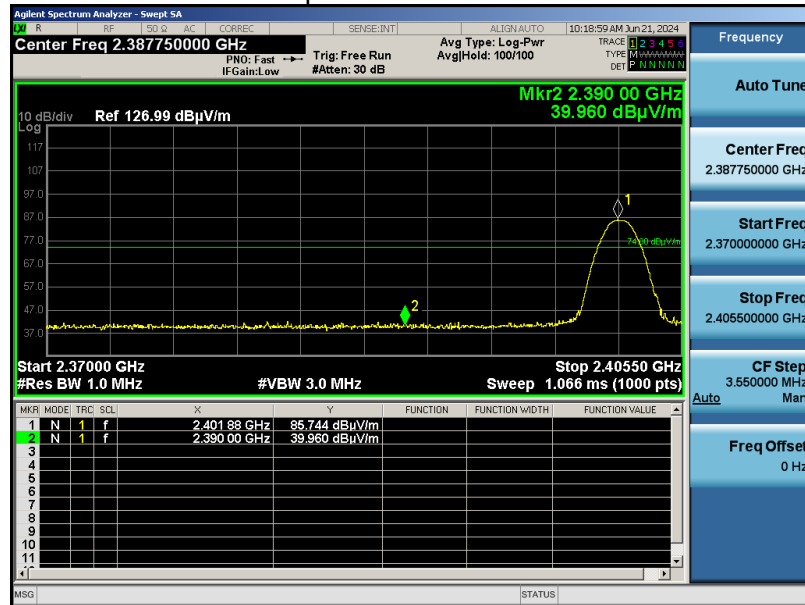 Agilent Spectrum Analyzer - Swept SA
LXI R RF 50 Ω AC CORREC SENSE:INT ALIGN AUTO 10:18:59 AM Jun 21, 2024
Center Freq 2.387750000 GHz
PNO: Fast
IFGain:Low
Trig: Free Run
#Atten: 30 dB
Avg Type: Log-Pwr
Avg|Hold: 100/100
TRACE 1 2 3 4 5 6
TYPE M WWWWW
DET P N N N N N
Mkr2 2.390 00 GHz
39.960 dBµV/m
10 dB/div Ref 126.99 dBµV/m
Log
117
107
97.0
87.0
77.0
67.0
57.0
47.0
37.0
1
74.00 dBµV/m
2
Start 2.37000 GHz Stop 2.40550 GHz
#Res BW 1.0 MHz #VBW 3.0 MHz Sweep 1.066 ms (1000 pts)
MKR MODE TRC SCL X Y FUNCTION FUNCTION WIDTH FUNCTION VALUE
1 N 1 f 2.401 88 GHz 85.744 dBµV/m
2 N 1 f 2.390 00 GHz 39.960 dBµV/m
3
4
5
6
7
8
9
10
11
MSG STATUS
Frequency
Auto Tune
Center Freq
2.387750000 GHz
Start Freq
2.370000000 GHz
Stop Freq
2.405500000 GHz
CF Step
3.550000 MHz
Auto Man
Freq Offset
0 Hz